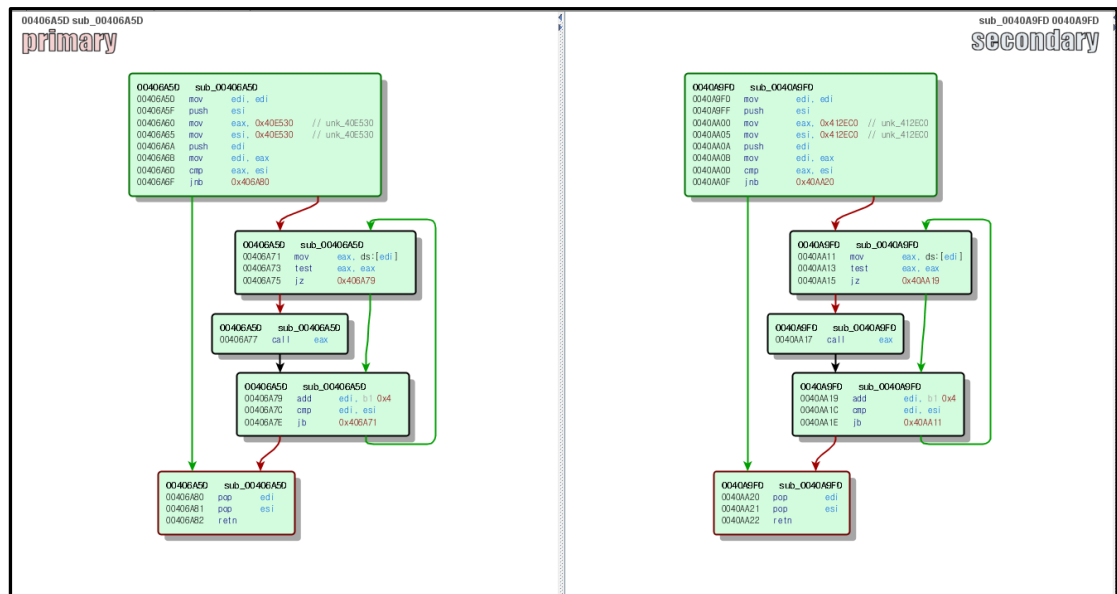 00406A5D sub_00406A5D
primary
00406A5D sub_00406A5D
00406A5D mov edi, edi
00406A5F push esi
00406A60 mov eax, 0x40E530 // unk_40E530
00406A65 mov esi, 0x40E530 // unk_40E530
00406A6A push edi
00406A6B mov edi, eax
00406A6D cmp eax, esi
00406A6F jnb 0x406A80
00406A5D sub_00406A5D
00406A71 mov eax, ds:[edi]
00406A73 test eax, eax
00406A75 jz 0x406A79
00406A5D sub_00406A5D
00406A77 call eax
00406A5D sub_00406A5D
00406A79 add edi, b1 0x4
00406A7C cmp edi, esi
00406A7E jb 0x406A71
00406A5D sub_00406A5D
00406A80 pop edi
00406A81 pop esi
00406A82 retn
sub_0040A9FD 0040A9FD
secondary
0040A9FD sub_0040A9FD
0040A9FD mov edi, edi
0040A9FF push esi
0040AA00 mov eax, 0x412EC0 // unk_412EC0
0040AA05 mov esi, 0x412EC0 // unk_412EC0
0040AA0A push edi
0040AA0B mov edi, eax
0040AA0D cmp eax, esi
0040AA0F jnb 0x40AA20
0040A9FD sub_0040A9FD
0040AA11 mov eax, ds:[edi]
0040AA13 test eax, eax
0040AA15 jz 0x40AA19
0040A9FD sub_0040A9FD
0040AA17 call eax
0040A9FD sub_0040A9FD
0040AA19 add edi, b1 0x4
0040AA1C cmp edi, esi
0040AA1E jb 0x40AA11
0040A9FD sub_0040A9FD
0040AA20 pop edi
0040AA21 pop esi
0040AA22 retn